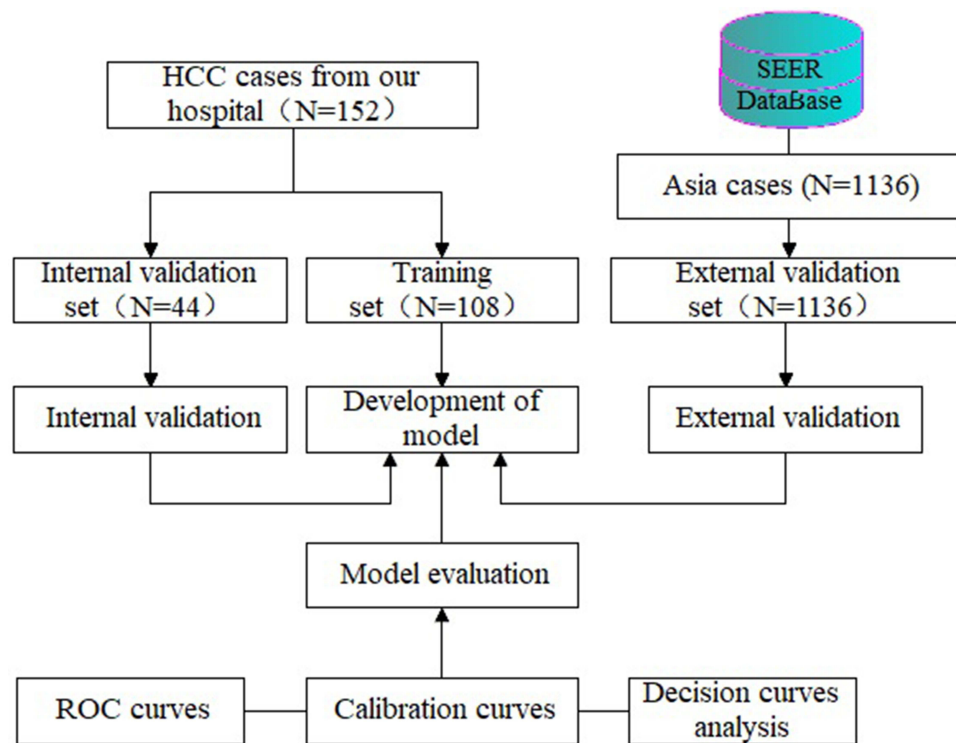 HCC cases from our
hospital（N=152）
SEER
DataBase
Asia cases (N=1136)
Internal validation
set（N=44）
Training
set（N=108）
External validation
set（N=1136）
Internal validation
Development of
model
External validation
Model evaluation
ROC curves
Calibration curves
Decision curves
analysis